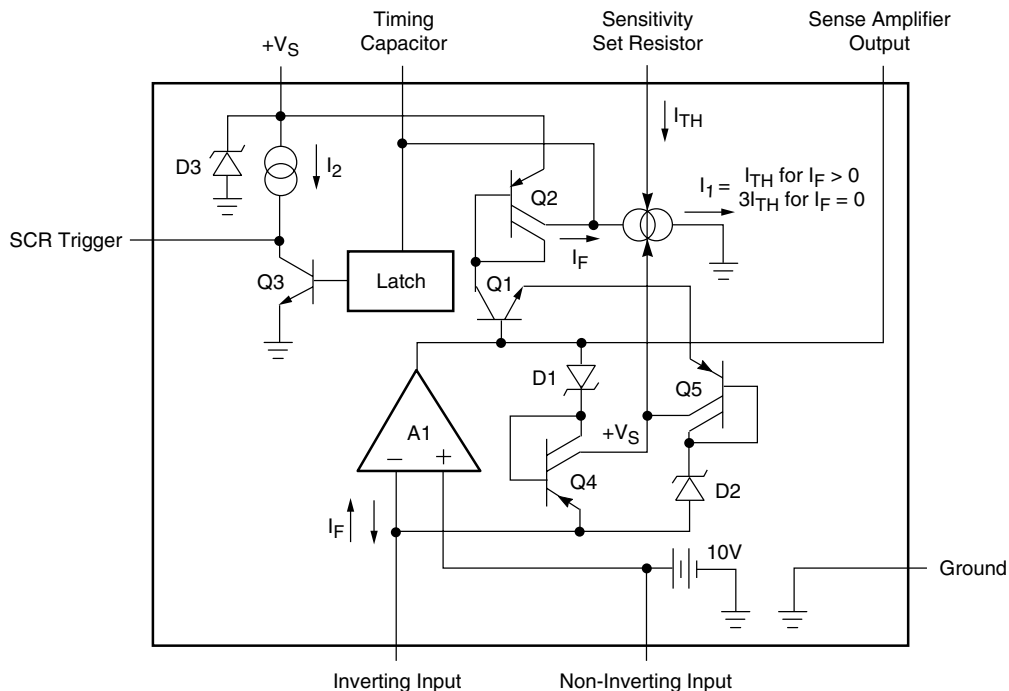 Timing
Capacitor
Sensitivity
Set Resistor
Sense Amplifier
Output
+VS
ITH
D3
I2
Q2
I1 = ITH for IF > 0
3ITH for IF = 0
SCR Trigger
IF
Q3
Latch
Q1
D1
Q5
A1
+VS
− +
Q4
D2
IF
10V
Ground
Inverting Input
Non-Inverting Input